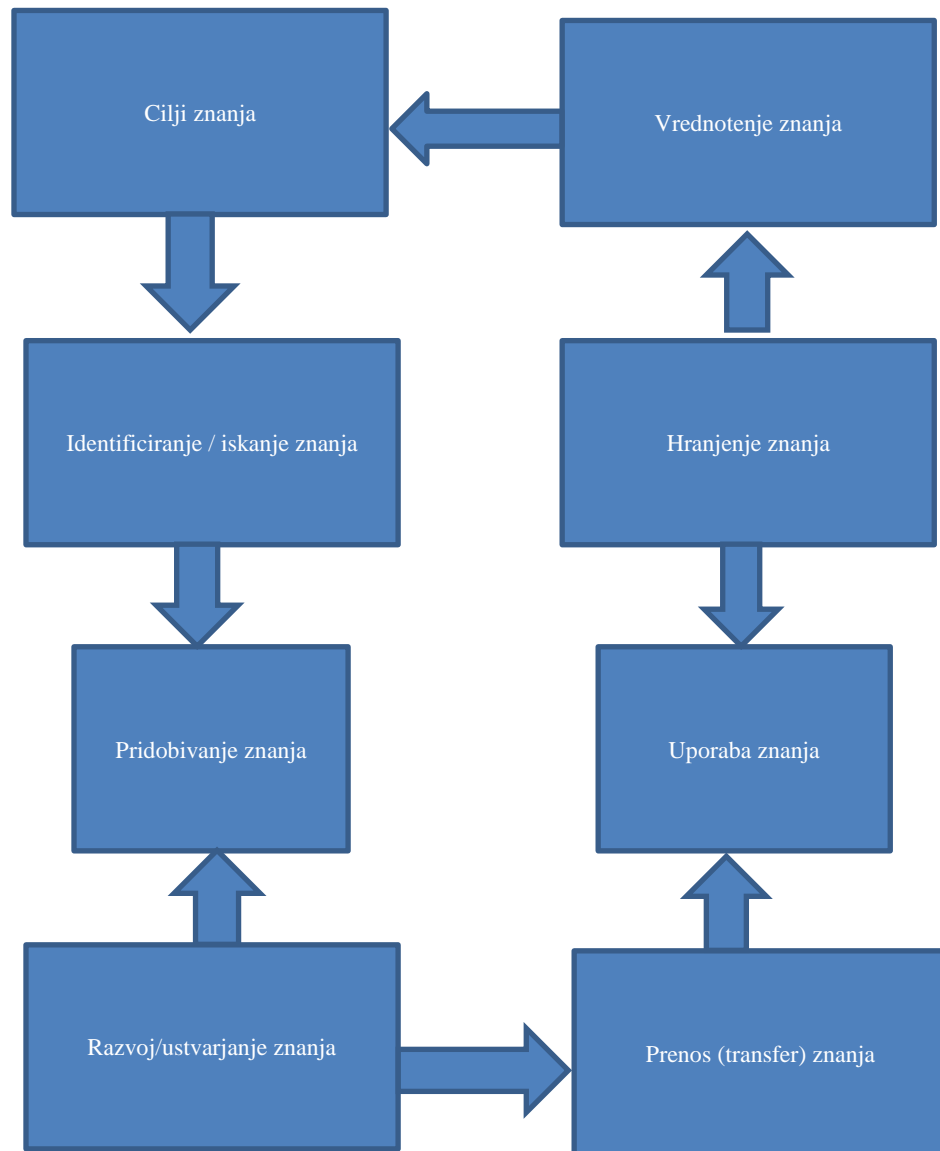 Cilji znanja
Vrednotenje znanja
Identificiranje / iskanje znanja
Hranjenje znanja
Pridobivanje znanja
Uporaba znanja
Razvoj/ustvarjanje znanja
Prenos (transfer) znanja